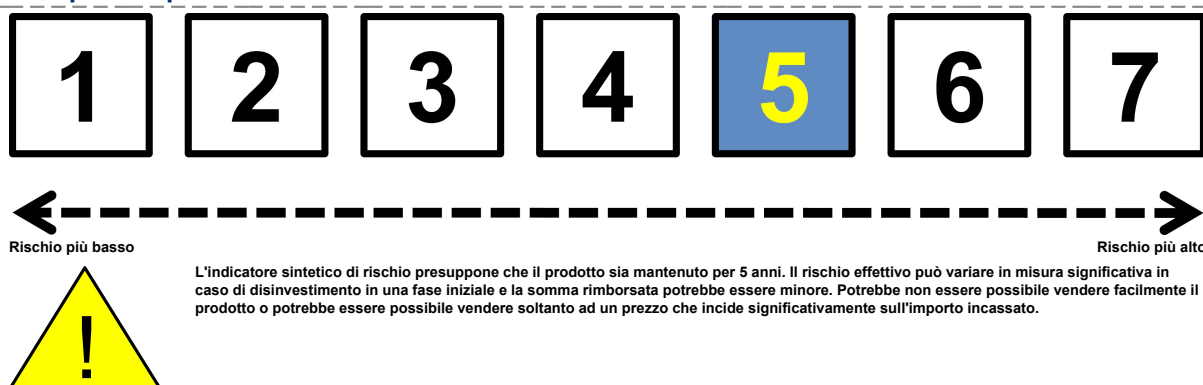 1 2 3 4 5 6 7
Rischio più basso Rischio più alto
L'indicatore sintetico di rischio presuppone che il prodotto sia mantenuto per 5 anni. Il rischio effettivo può variare in misura significativa in
caso di disinvestimento in una fase iniziale e la somma rimborsata potrebbe essere minore. Potrebbe non essere possibile vendere facilmente il
prodotto o potrebbe essere possibile vendere soltanto ad un prezzo che incide significativamente sull'importo incassato.
!